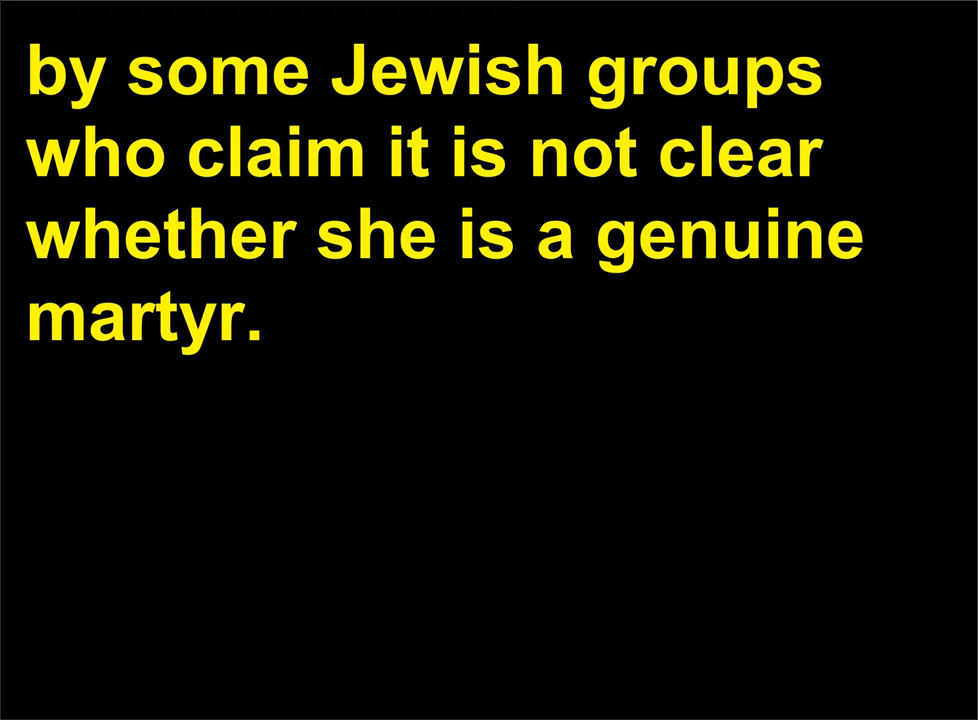 by some Jewish groups
who claim it is not clear
whether she is a genuine
martyr.